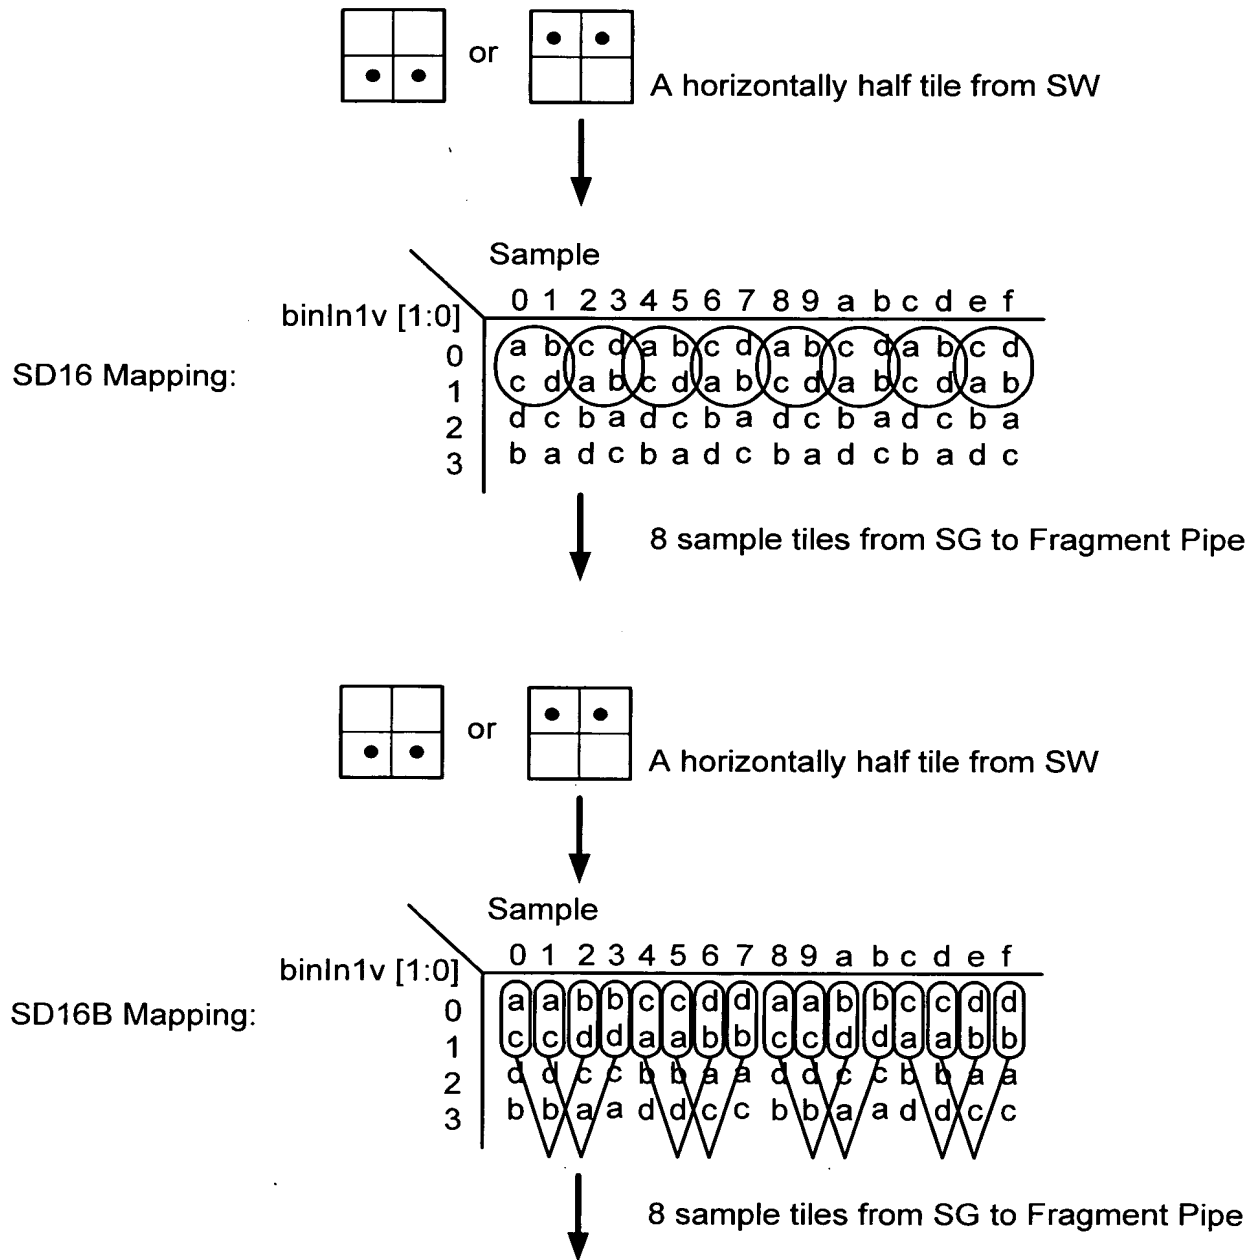 or
A horizontally half tile from SW
Sample
0 1 2 3 4 5 6 7 8 9 a b c d e f
binIn1v [1:0]
0 a b c d a b c d a b c d a b c d
SD16 Mapping:
1 c d a b c d a b c d a b c d a b
2 d c b a d c b a d c b a d c b a
3 b a d c b a d c b a d c b a d c
8 sample tiles from SG to Fragment Pipe
or
A horizontally half tile from SW
Sample
0 1 2 3 4 5 6 7 8 9 a b c d e f
binIn1v [1:0]
0 a a b b c c d d a a b b c c d d
SD16B Mapping:
1 c c d d a a b b c c d d a a b b
2 d d c c b b a a d d c c b b a a
3 b b a a d d c c b b a a d d c c
8 sample tiles from SG to Fragment Pipe